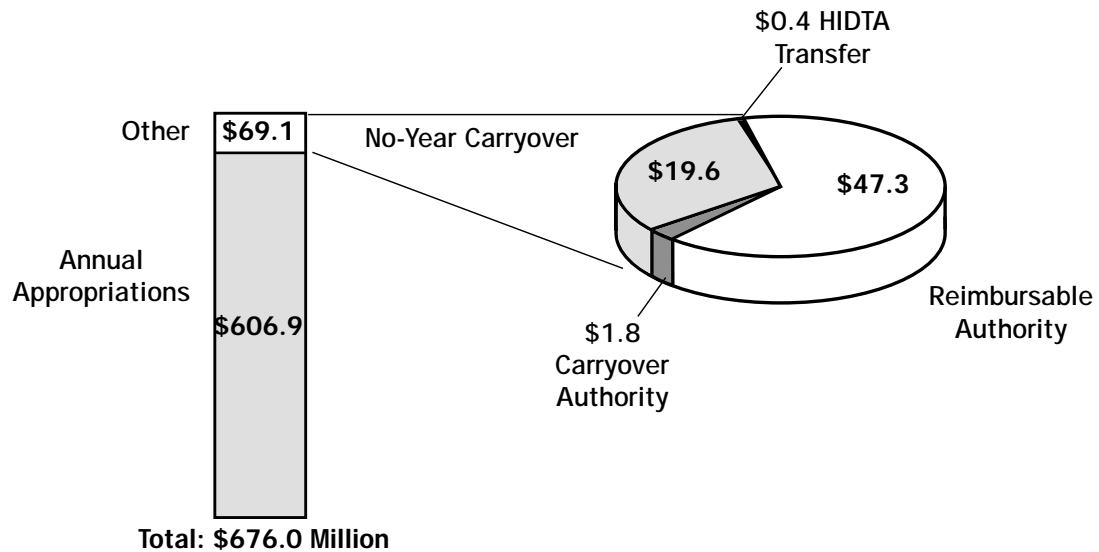 $0.4 HIDTA
Transfer
Other
$69.1
No-Year Carryover
$19.6
$47.3
Annual
Appropriations
$606.9
Reimbursable
Authority
$1.8
Carryover
Authority
Total: $676.0 Million